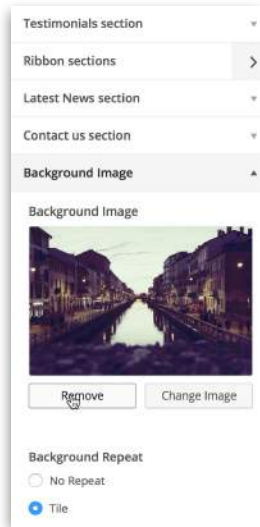 Testimonials section
Ribbon sections
Latest News section
Contact us section
Background Image
Background Image
Remove
Change Image
Background Repeat
No Repeat
Tile